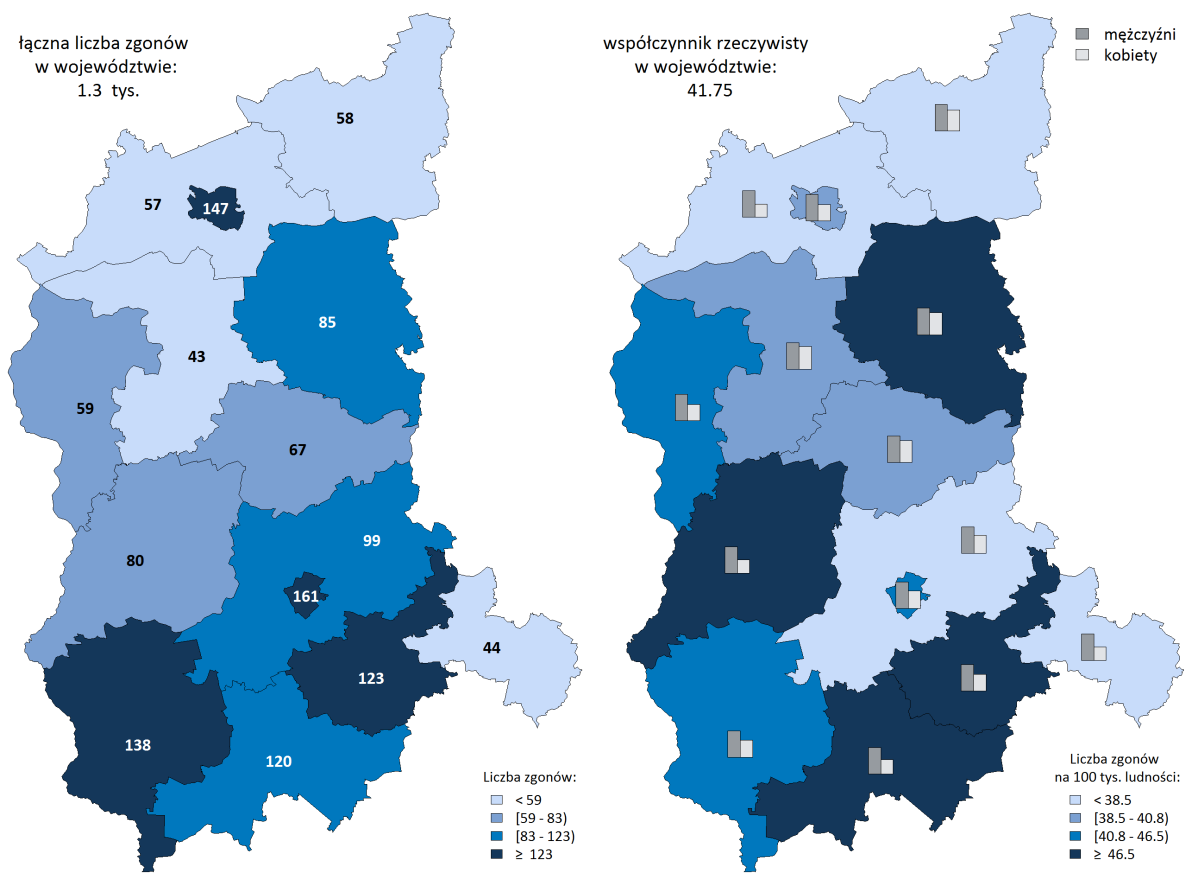 łączna liczba zgonów
w województwie:
1.3 tys.
58
57
147
85
43
59
67
80
99
161
44
123
138
120
Liczba zgonów:
< 59
[59 - 83)
[83 - 123)
≥ 123
współczynnik rzeczywisty
w województwie:
41.75
mężczyźni
kobiety
Liczba zgonów
na 100 tys. ludności:
< 38.5
[38.5 - 40.8)
[40.8 - 46.5)
≥ 46.5